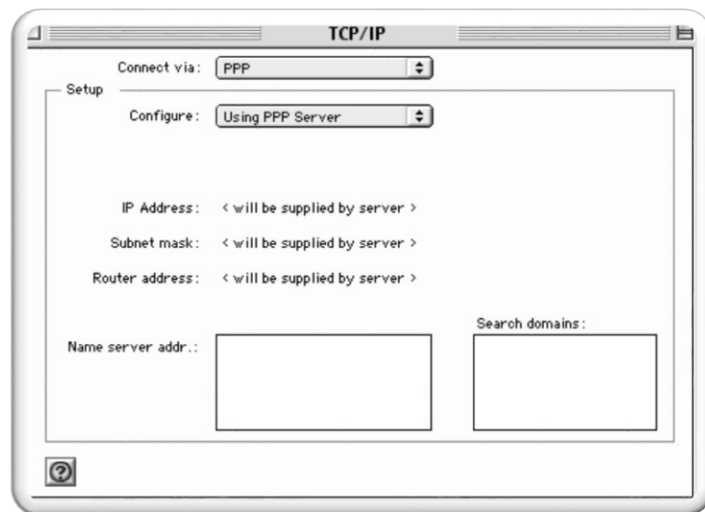 TCP/IP
Connect via: PPP
Setup
Configure: Using PPP Server
IP Address: < will be supplied by server >
Subnet mask: < will be supplied by server >
Router address: < will be supplied by server >
Search domains:
Name server addr.:
?